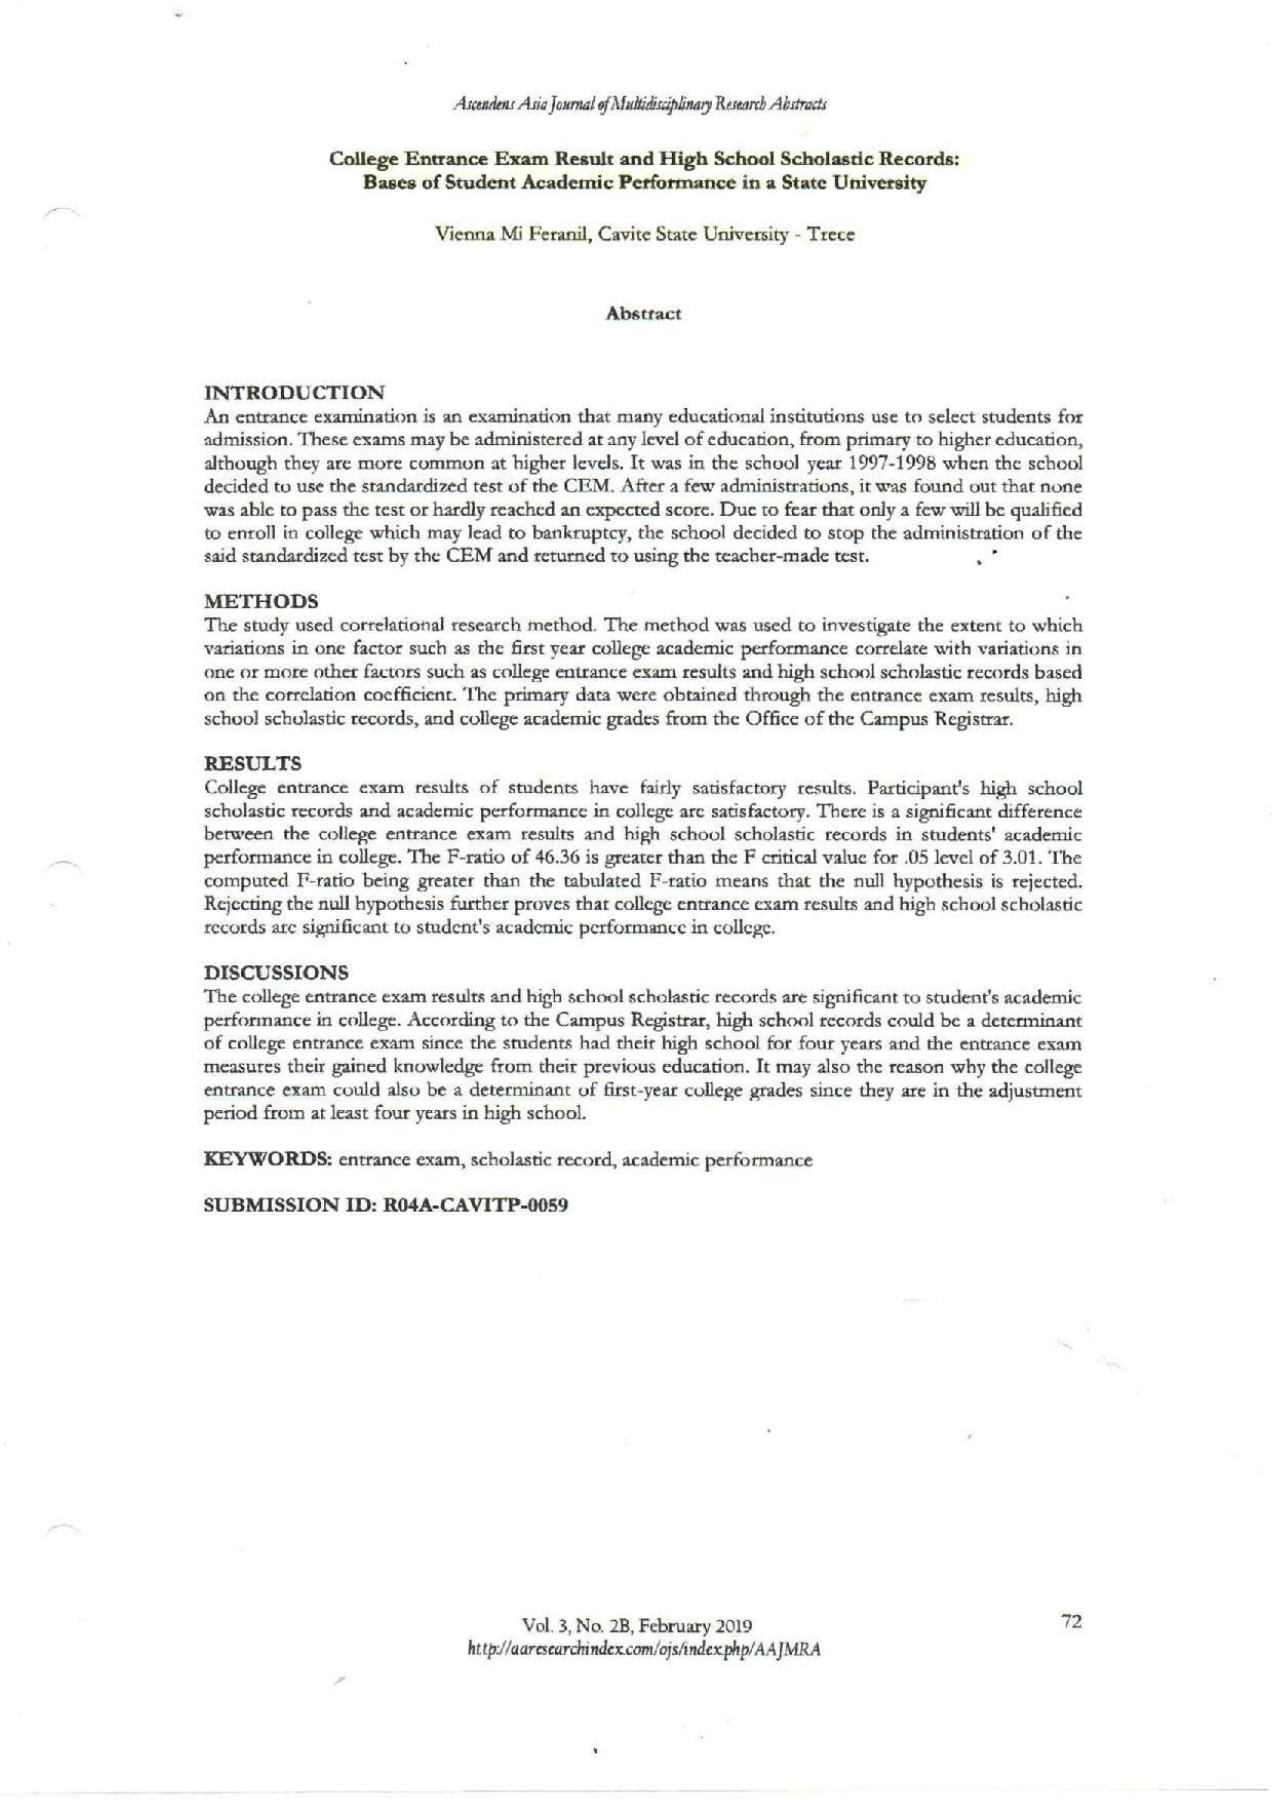 Ascendens Asia Journal of Multidisciplinary Research Abstracts
College Entrance Exam Result and High School Scholastic Records:
Bases of Student Academic Performance in a State University
Vienna Mi Feranil, Cavite State University - Trece
Abstract
INTRODUCTION
An entrance examination is an examination that many educational institutions use to select students for
admission. These exams may be administered at any level of education, from primary to higher education,
although they are more common at higher levels. It was in the school year 1997-1998 when the school
decided to use the standardized test of the CEM. After a few administrations, it was found out that none
was able to pass the test or hardly reached an expected score. Due to fear that only a few will be qualified
to enroll in college which may lead to bankruptcy, the school decided to stop the administration of the
said standardized test by the CEM and returned to using the teacher-made test.
METHODS
The study used correlational research method. The method was used to investigate the extent to which
variations in one factor such as the first year college academic performance correlate with variations in
one or more other factors such as college entrance exam results and high school scholastic records based
on the correlation coefficient. The primary data were obtained through the entrance exam results, high
school scholastic records, and college academic grades from the Office of the Campus Registrar.
RESULTS
College entrance exam results of students have fairly satisfactory results. Participant's high school
scholastic records and academic performance in college are satisfactory. There is a significant difference
between the college entrance exam results and high school scholastic records in students' academic
performance in college. The F-ratio of 46.36 is greater than the F critical value for .05 level of 3.01. The
computed F-ratio being greater than the tabulated F-ratio means that the null hypothesis is rejected.
Rejecting the null hypothesis further proves that college entrance exam results and high school scholastic
records are significant to student's academic performance in college.
DISCUSSIONS
The college entrance exam results and high school scholastic records are significant to student's academic
performance in college. According to the Campus Registrar, high school records could be a determinant
of college entrance exam since the students had their high school for four years and the entrance exam
measures their gained knowledge from their previous education. It may also the reason why the college
entrance exam could also be a determinant of first-year college grades since they are in the adjustment
period from at least four years in high school.
KEYWORDS: entrance exam, scholastic record, academic performance
SUBMISSION ID: R04A-CAVITP-0059
Vol. 3, No. 2B, February 2019
72
http://aaresearchindex.com/ojs/index.php/AAJMRA